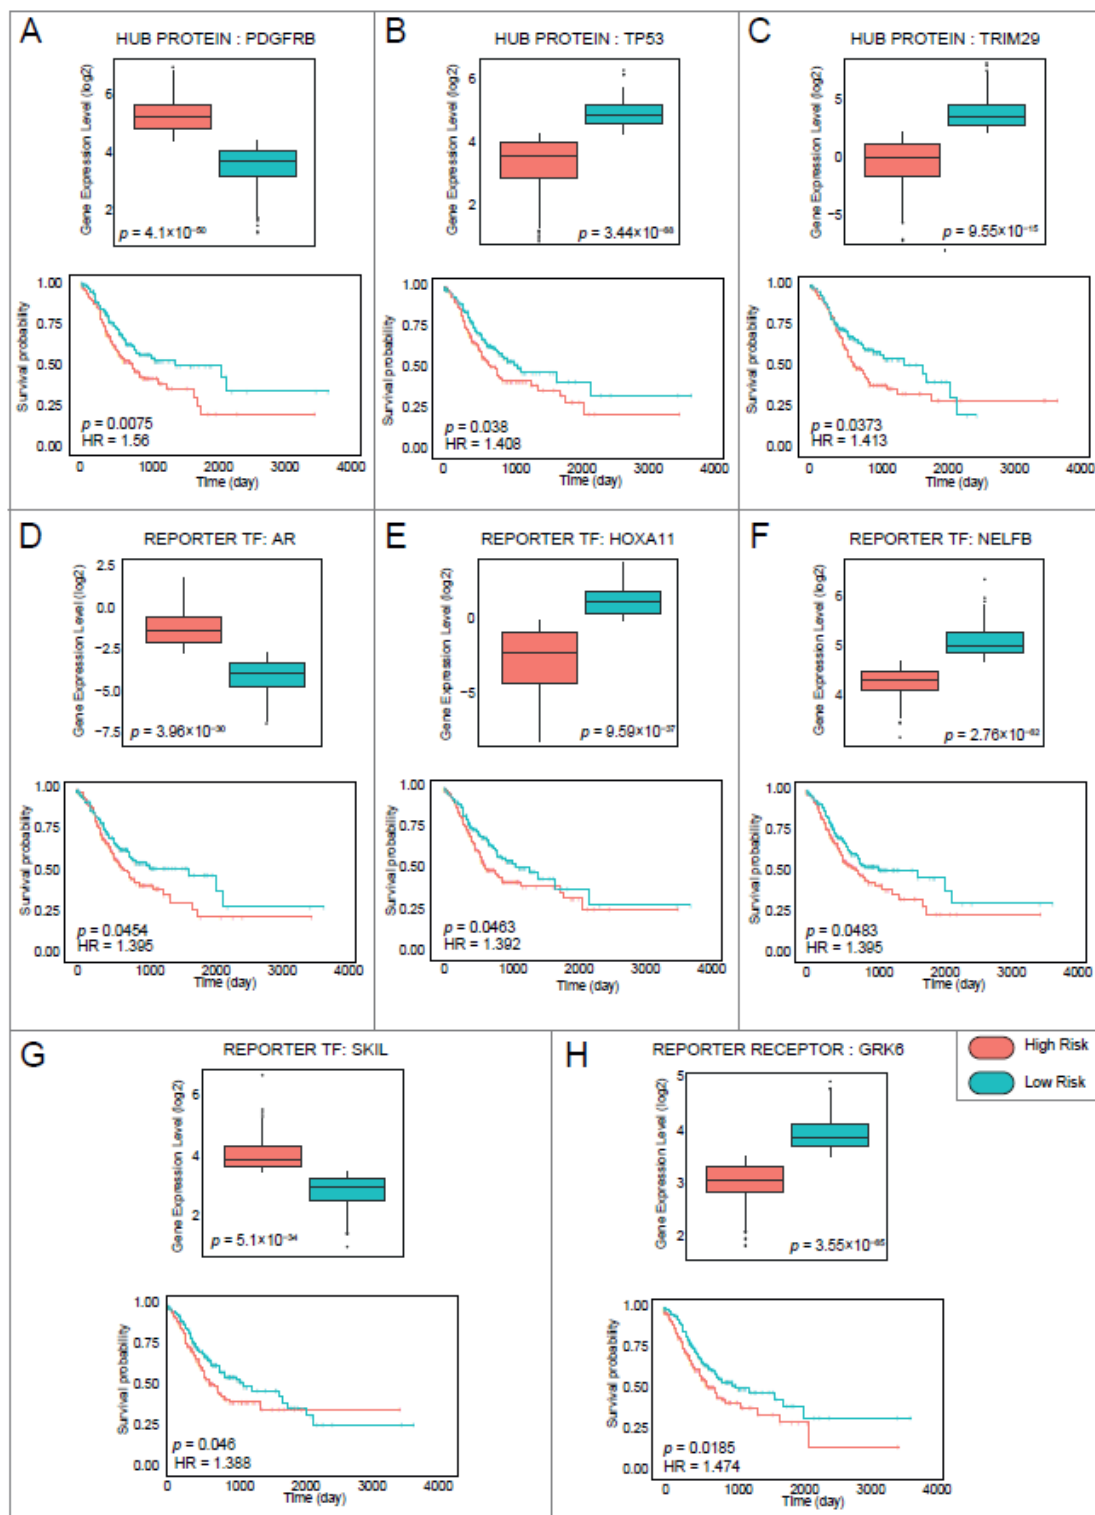 A
HUB PROTEIN : PDGFRB
Gene Expression Level (log2)
6
4
2
p = 4.1×10⁻⁵⁰
Survival probability
1.00
0.75
0.50
0.25
0.00
p = 0.0075
HR = 1.56
0 1000 2000 3000 4000
Time (day)
B
HUB PROTEIN : TP53
Gene Expression Level (log2)
6
4
2
p = 3.44×10⁻⁶⁸
Survival probability
1.00
0.75
0.50
0.25
0.00
p = 0.038
HR = 1.408
0 1000 2000 3000 4000
Time (day)
C
HUB PROTEIN : TRIM29
Gene Expression Level (log2)
5
0
−5
p = 9.55×10⁻¹⁵
Survival probability
1.00
0.75
0.50
0.25
0.00
p = 0.0373
HR = 1.413
0 1000 2000 3000 4000
Time (day)
D
REPORTER TF: AR
Gene Expression Level (log2)
2.5
0.0
−2.5
−5.0
−7.5
p = 3.96×10⁻³⁰
Survival probability
1.00
0.75
0.50
0.25
0.00
p = 0.0454
HR = 1.395
0 1000 2000 3000 4000
Time (day)
E
REPORTER TF: HOXA11
Gene Expression Level (log2)
0
−5
p = 9.59×10⁻³⁷
Survival probability
1.00
0.75
0.50
0.25
0.00
p = 0.0463
HR = 1.392
0 1000 2000 3000 4000
Time (day)
F
REPORTER TF: NELFB
Gene Expression Level (log2)
6
5
4
p = 2.76×10⁻⁶²
Survival probability
1.00
0.75
0.50
0.25
0.00
p = 0.0483
HR = 1.395
0 1000 2000 3000 4000
Time (day)
G
REPORTER TF: SKIL
Gene Expression Level (log2)
6
4
2
p = 5.1×10⁻³⁴
Survival probability
1.00
0.75
0.50
0.25
0.00
p = 0.046
HR = 1.388
0 1000 2000 3000 4000
Time (day)
H
REPORTER RECEPTOR : GRK6
Gene Expression Level (log2)
5
4
3
2
p = 3.55×10⁻⁶⁵
Survival probability
1.00
0.75
0.50
0.25
0.00
p = 0.0185
HR = 1.474
0 1000 2000 3000 4000
Time (day)
High Risk
Low Risk